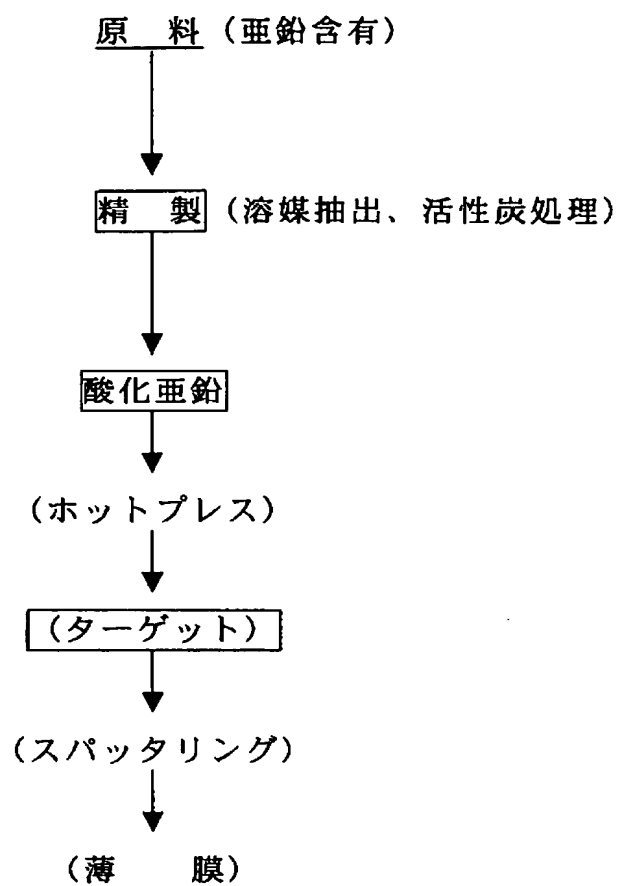 原　料（亜鉛含有）
精　製（溶媒抽出、活性炭処理）
酸化亜鉛
（ホットプレス）
（ターゲット）
（スパッタリング）
（薄　　膜）